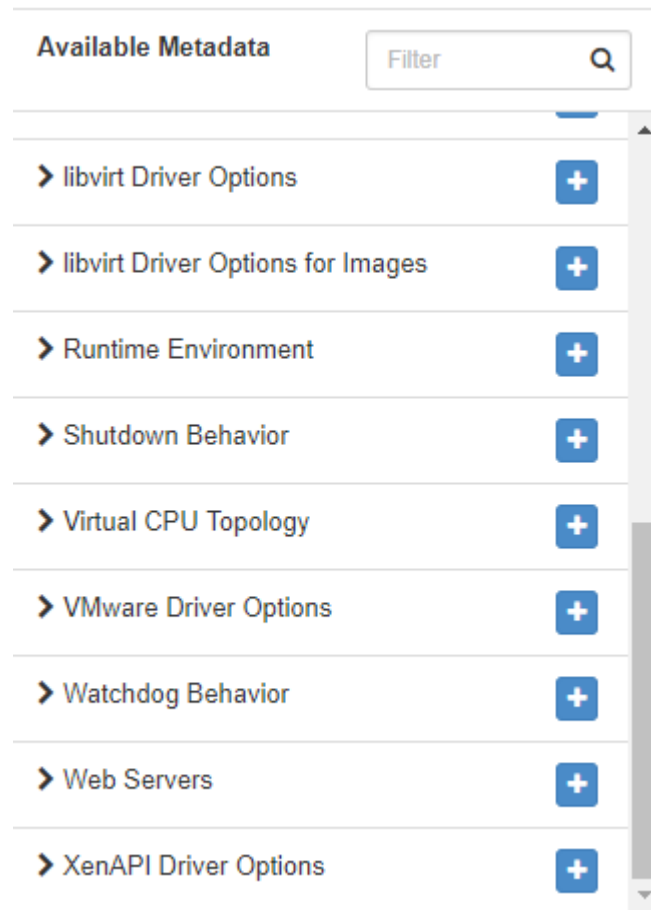 Available Metadata
Filter
libvirt Driver Options
libvirt Driver Options for Images
Runtime Environment
Shutdown Behavior
Virtual CPU Topology
VMware Driver Options
Watchdog Behavior
Web Servers
XenAPI Driver Options